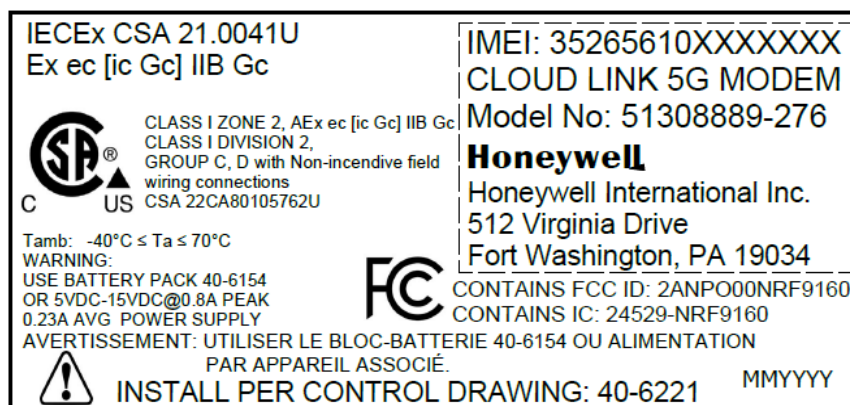 IECEx CSA 21.0041U
Ex ec [ic Gc] IIB Gc
CSA ®
C US
CLASS I ZONE 2, AEx ec [ic Gc] IIB Gc
CLASS I DIVISION 2,
GROUP C, D with Non-incendive field
wiring connections
CSA 22CA80105762U
IMEI: 35265610XXXXXXX
CLOUD LINK 5G MODEM
Model No: 51308889-276
Honeywell
Honeywell International Inc.
512 Virginia Drive
Fort Washington, PA 19034
Tamb: -40°C ≤ Ta ≤ 70°C
WARNING:
USE BATTERY PACK 40-6154
OR 5VDC-15VDC@0.8A PEAK
0.23A AVG POWER SUPPLY
FC
CONTAINS FCC ID: 2ANPO00NRF9160
CONTAINS IC: 24529-NRF9160
AVERTISSEMENT: UTILISER LE BLOC-BATTERIE 40-6154 OU ALIMENTATION
PAR APPAREIL ASSOCIÉ.
INSTALL PER CONTROL DRAWING: 40-6221
MMYYYY